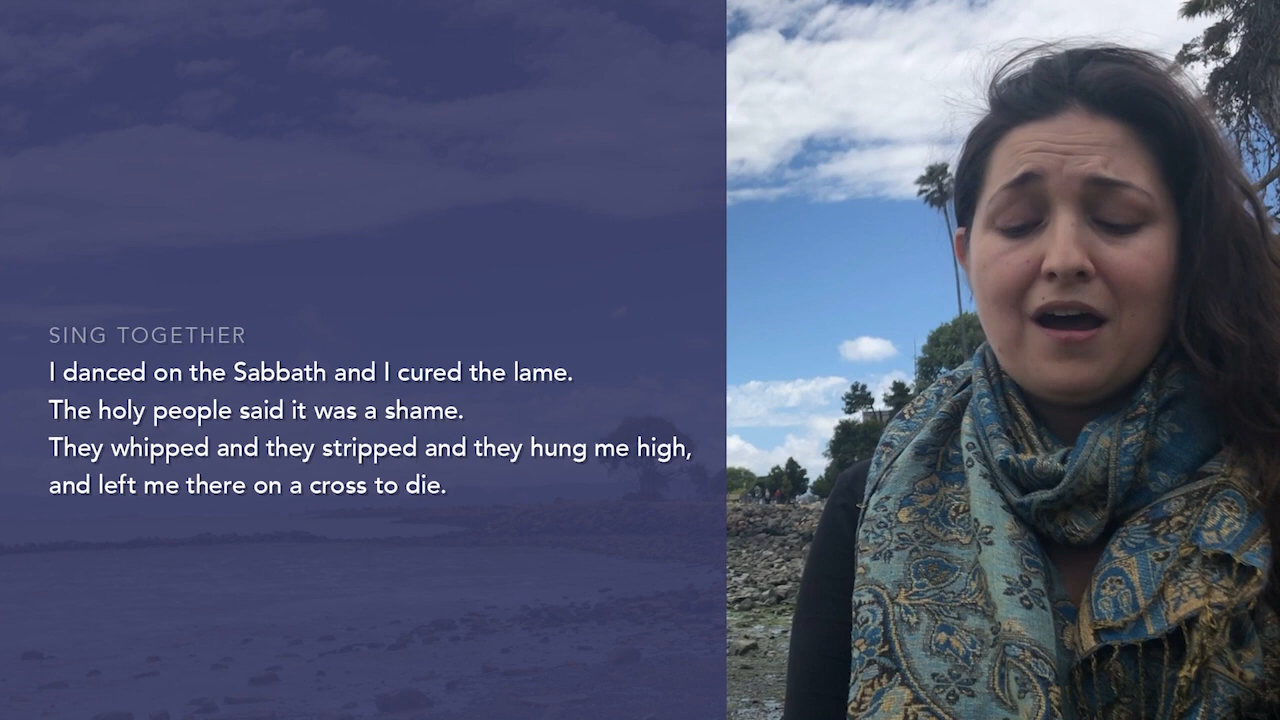 SING TOGETHER
I danced on the Sabbath and I cured the lame.
The holy people said it was a shame.
They whipped and they stripped and they hung me high,
and left me there on a cross to die.